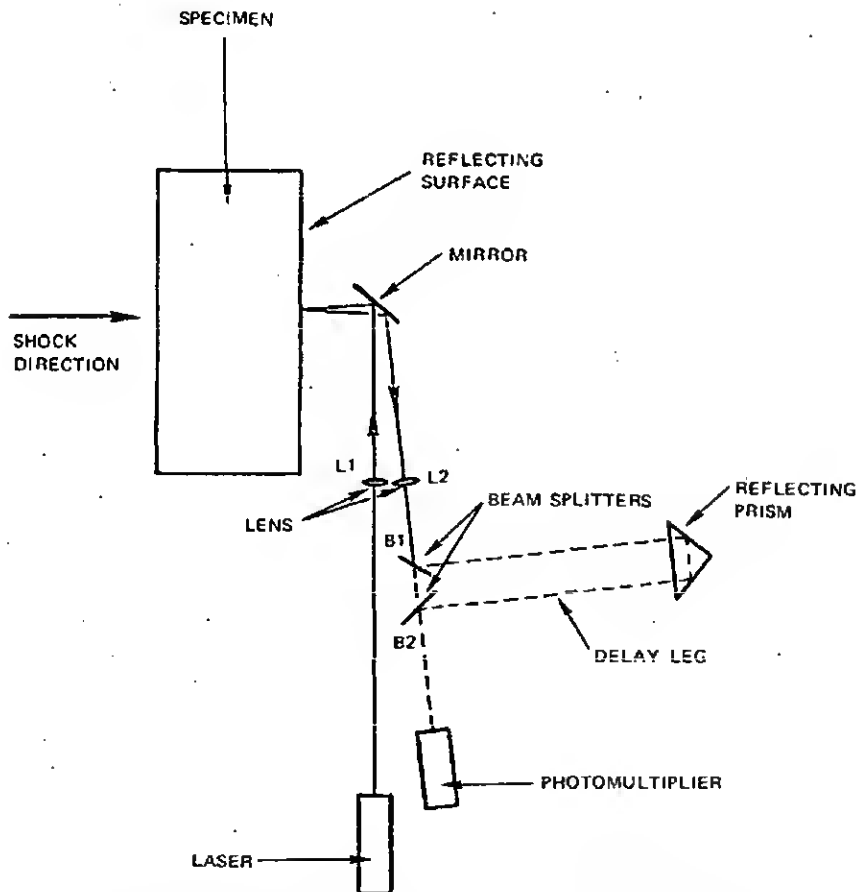 SPECIMEN
REFLECTING
SURFACE
MIRROR
SHOCK
DIRECTION
L1
L2
LENS
BEAM SPLITTERS
REFLECTING
PRISM
B1
B2
DELAY LEG
PHOTOMULTIPLIER
LASER